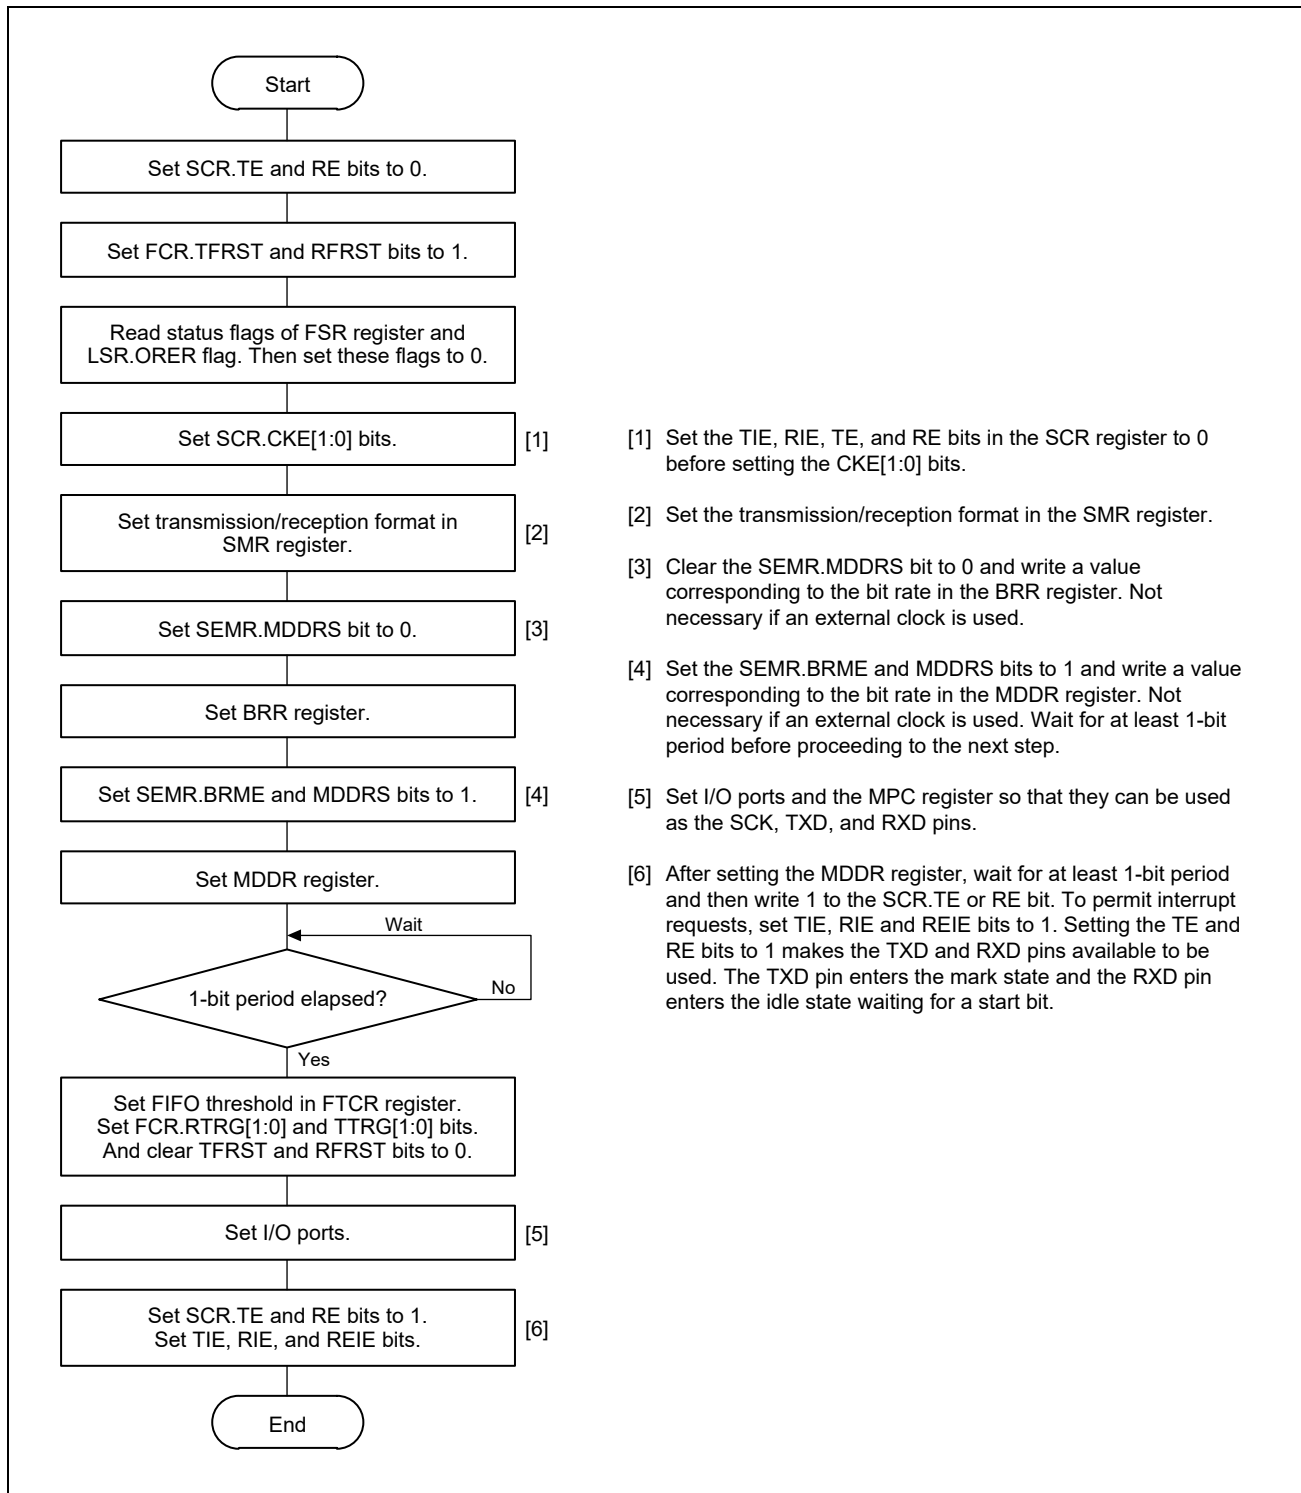 Start
Set SCR.TE and RE bits to 0.
Set FCR.TFRST and RFRST bits to 1.
Read status flags of FSR register and
LSR.ORER flag. Then set these flags to 0.
Set SCR.CKE[1:0] bits.
[1]
Set transmission/reception format in
SMR register.
[2]
Set SEMR.MDDRS bit to 0.
[3]
Set BRR register.
Set SEMR.BRME and MDDRS bits to 1.
[4]
Set MDDR register.
Wait
1-bit period elapsed?
No
Yes
Set FIFO threshold in FTCR register.
Set FCR.RTRG[1:0] and TTRG[1:0] bits.
And clear TFRST and RFRST bits to 0.
Set I/O ports.
[5]
Set SCR.TE and RE bits to 1.
Set TIE, RIE, and REIE bits.
[6]
End
[1] Set the TIE, RIE, TE, and RE bits in the SCR register to 0
before setting the CKE[1:0] bits.
[2] Set the transmission/reception format in the SMR register.
[3] Clear the SEMR.MDDRS bit to 0 and write a value
corresponding to the bit rate in the BRR register. Not
necessary if an external clock is used.
[4] Set the SEMR.BRME and MDDRS bits to 1 and write a value
corresponding to the bit rate in the MDDR register. Not
necessary if an external clock is used. Wait for at least 1-bit
period before proceeding to the next step.
[5] Set I/O ports and the MPC register so that they can be used
as the SCK, TXD, and RXD pins.
[6] After setting the MDDR register, wait for at least 1-bit period
and then write 1 to the SCR.TE or RE bit. To permit interrupt
requests, set TIE, RIE and REIE bits to 1. Setting the TE and
RE bits to 1 makes the TXD and RXD pins available to be
used. The TXD pin enters the mark state and the RXD pin
enters the idle state waiting for a start bit.